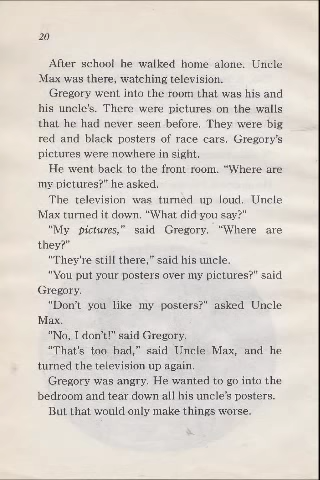 20
After school he walked home alone. Uncle
Max was there, watching television.
Gregory went into the room that was his and
his uncle's. There were pictures on the walls
that he had never seen before. They were big
red and black posters of race cars. Gregory's
pictures were nowhere in sight.
He went back to the front room. "Where are
my pictures?" he asked.
The television was turned up loud. Uncle
Max turned it down. "What did you say?"
"My pictures," said Gregory. "Where are
they?"
"They're still there," said his uncle.
"You put your posters over my pictures?" said
Gregory.
"Don't you like my posters?" asked Uncle
Max.
"No, I don't!" said Gregory.
"That's too bad," said Uncle Max, and he
turned the television up again.
Gregory was angry. He wanted to go into the
bedroom and tear down all his uncle's posters.
But that would only make things worse.